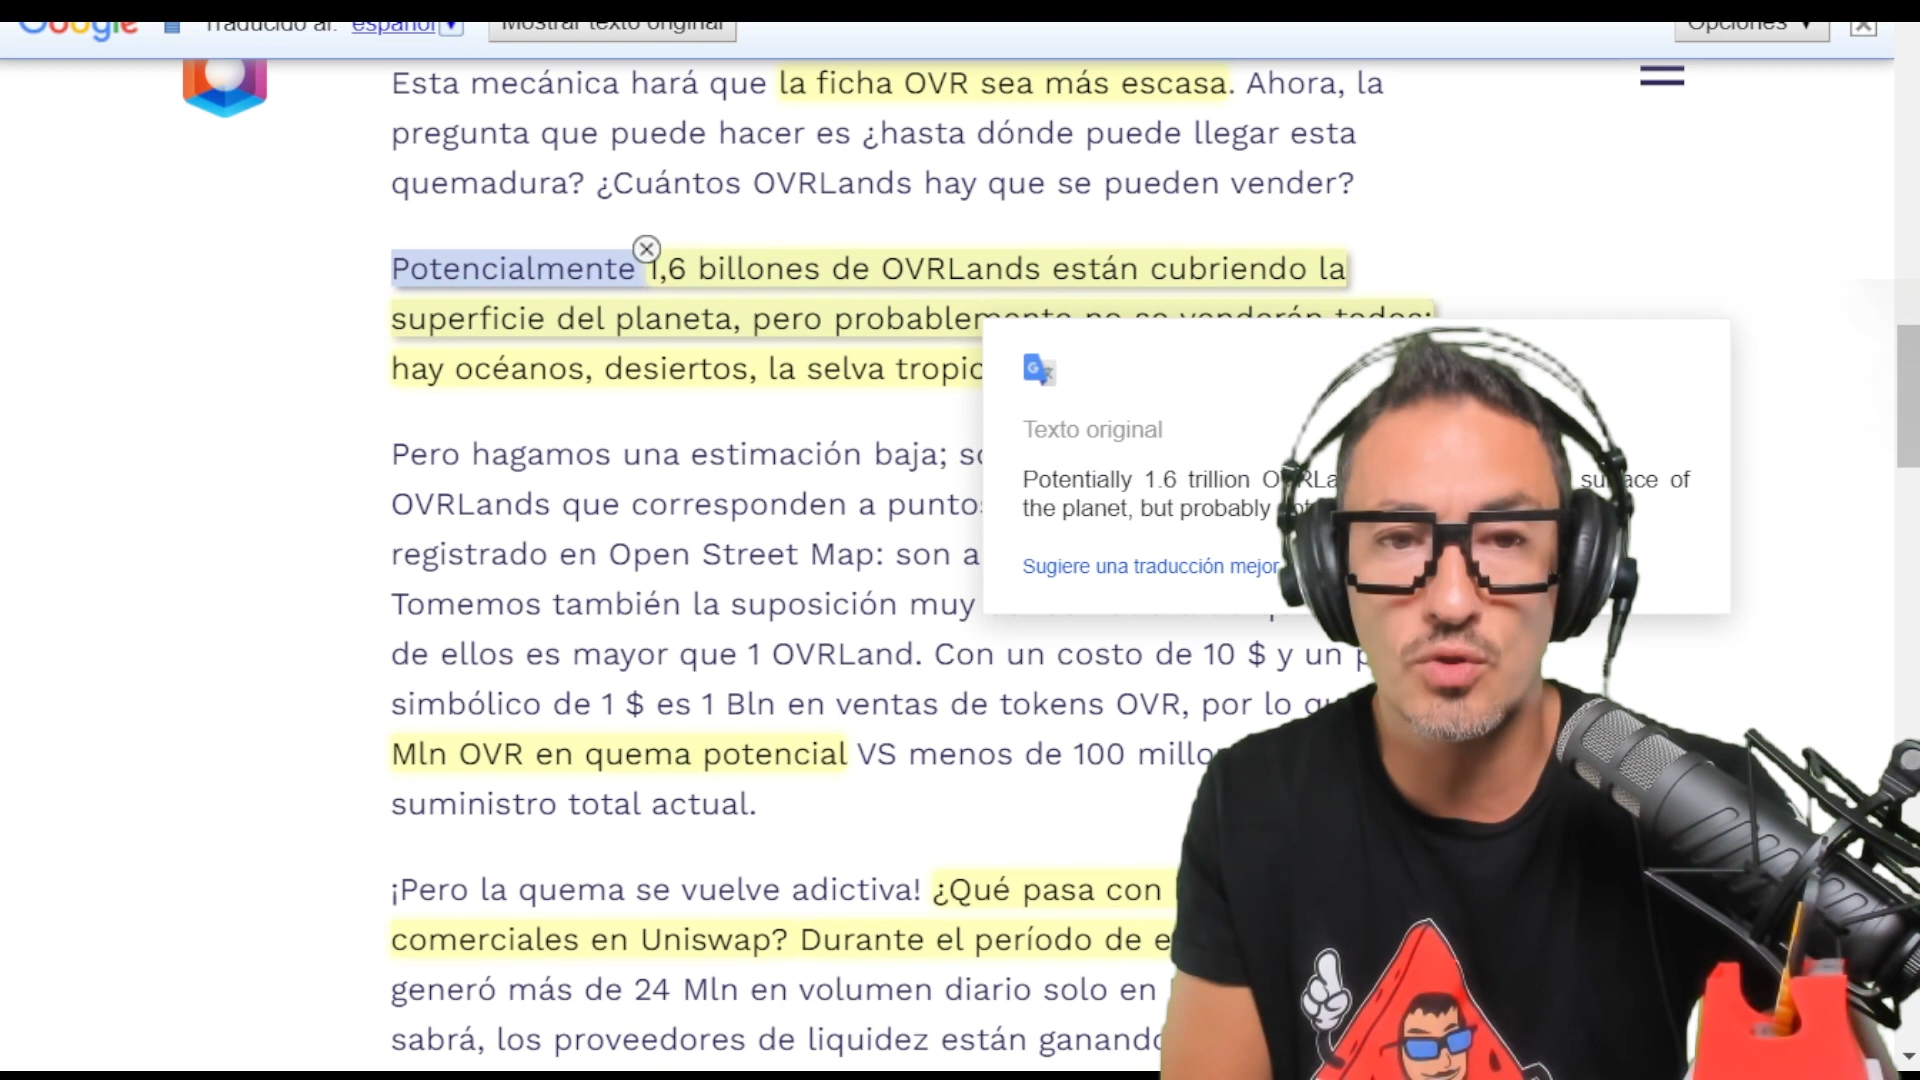 Google Traducido al: español Mostrar texto original Opciones ▼
Esta mecánica hará que la ficha OVR sea más escasa. Ahora, la
pregunta que puede hacer es ¿hasta dónde puede llegar esta
quemadura? ¿Cuántos OVRLands hay que se pueden vender?
Potencialmente 1,6 billones de OVRLands están cubriendo la
superficie del planeta, pero probablemente no se venderán todos:
hay océanos, desiertos, la selva
Texto original
Potentially 1.6 trillion of
the planet, but probably
Sugiere una traducción mejor
Pero hagamos una estimación baja;
OVRLands que corresponden a
registrado en Open Street Map: son
Tomemos también la suposición muy
de ellos es mayor que 1 OVRLand. Con un costo de 10 $ y un
simbólico de 1 $ es 1 Bln en ventas de tokens OVR, por lo
Mln OVR en quema potencial VS menos de 100
suministro total actual.
¡Pero la quema se vuelve adictiva! ¿Qué pasa con
comerciales en Uniswap? Durante el período de
generó más de 24 Mln en volumen diario solo en
sabrá, los proveedores de liquidez están